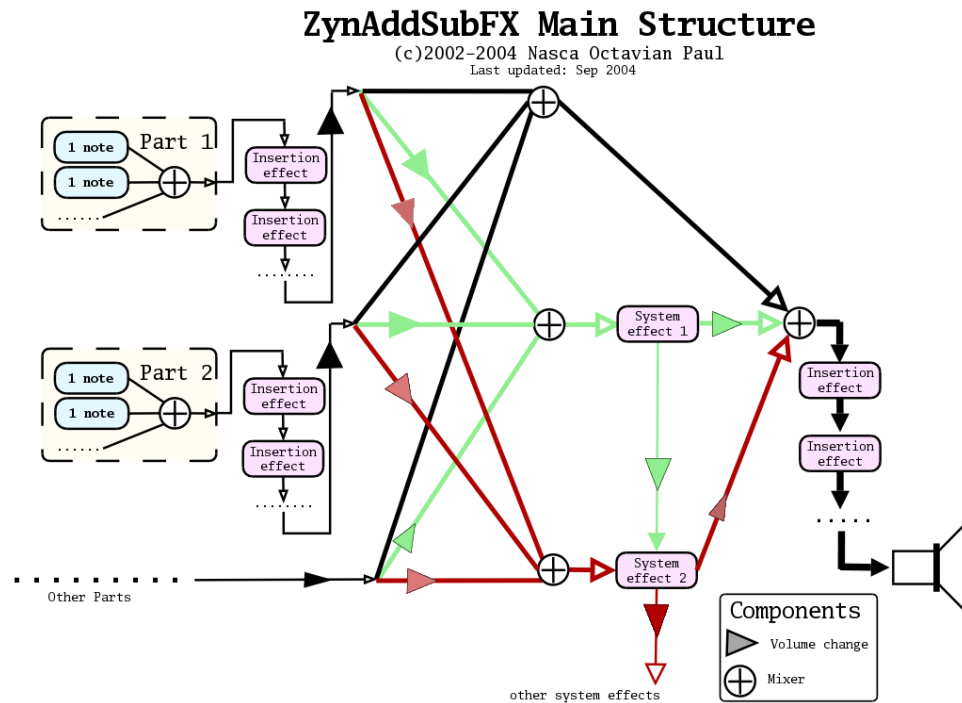 ZynAddSubFX Main Structure
(c)2002-2004 Nasca Octavian Paul
Last updated: Sep 2004
Part 1
1 note
1 note
......
Insertion
effect
Insertion
effect
........
Part 2
1 note
1 note
......
Insertion
effect
Insertion
effect
........
System
effect 1
Insertion
effect
Insertion
effect
.....
System
effect 2
Other Parts
other system effects
Components
Volume change
Mixer